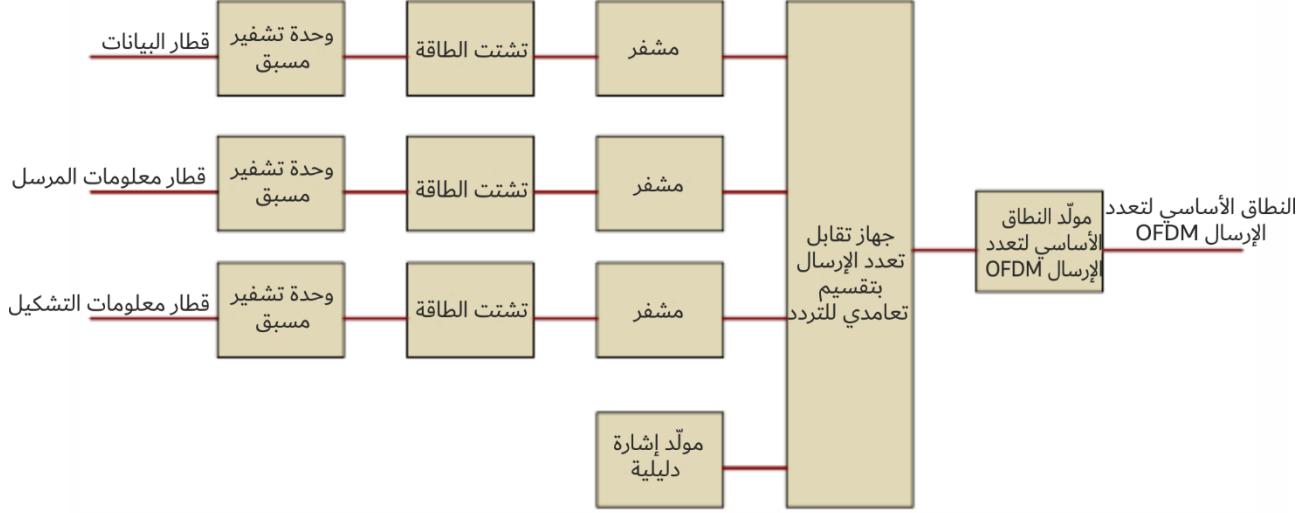 قطار البيانات
وحدة تشفير
مسبق
تشتت الطاقة
مشفر
قطار معلومات المرسل
وحدة تشفير
مسبق
تشتت الطاقة
مشفر
قطار معلومات التشكيل
وحدة تشفير
مسبق
تشتت الطاقة
مشفر
مولّد إشارة
دليلية
جهاز تقابل
تعدد الإرسال
بتقسيم
تعامدي للتردد
مولّد النطاق
الأساسي لتعدد
الإرسال OFDM
النطاق الأساسي لتعدد
الإرسال OFDM